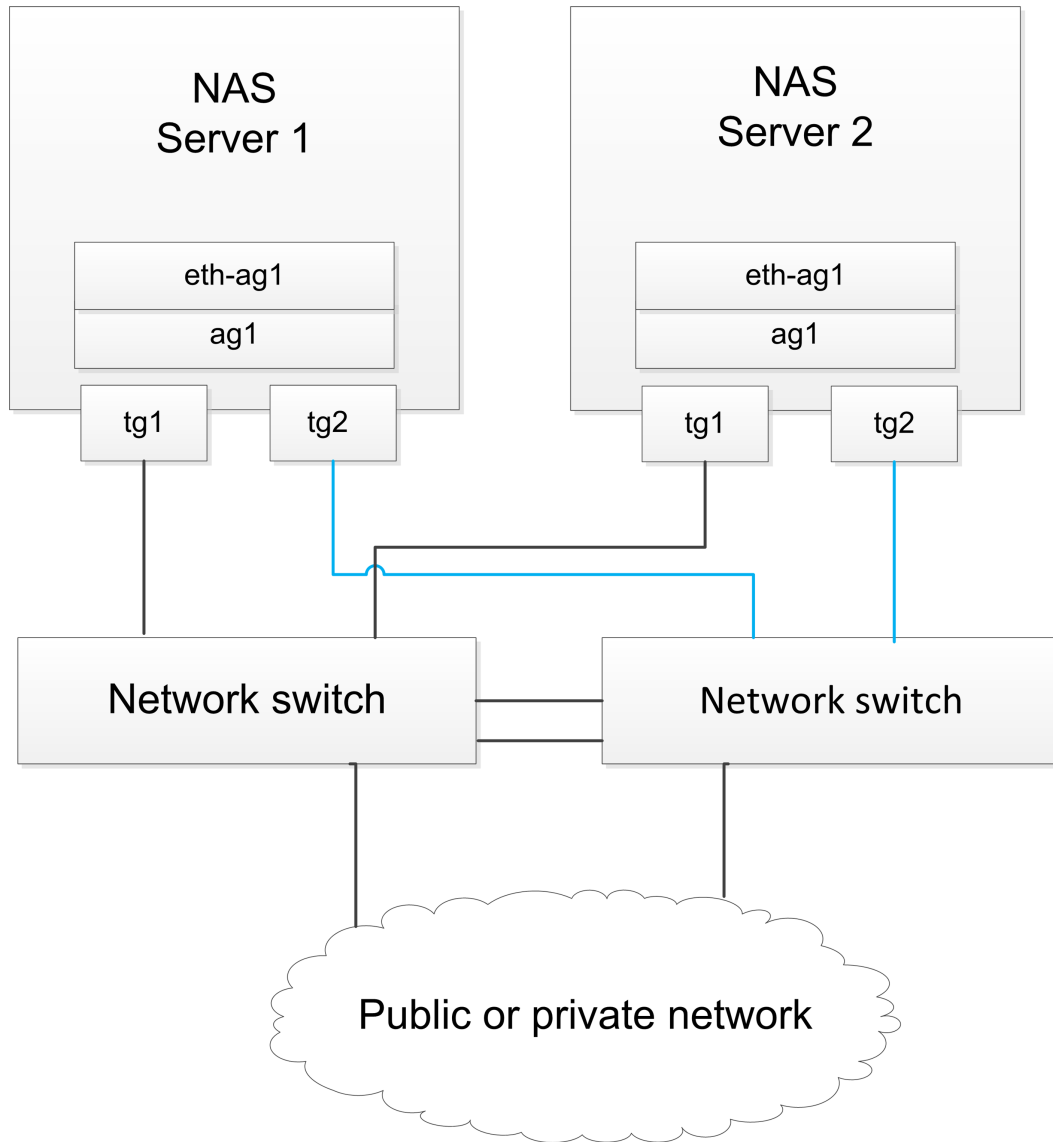 NAS
Server 1
NAS
Server 2
eth-ag1
ag1
eth-ag1
ag1
tg1
tg2
tg1
tg2
Network switch
Network switch
Public or private network